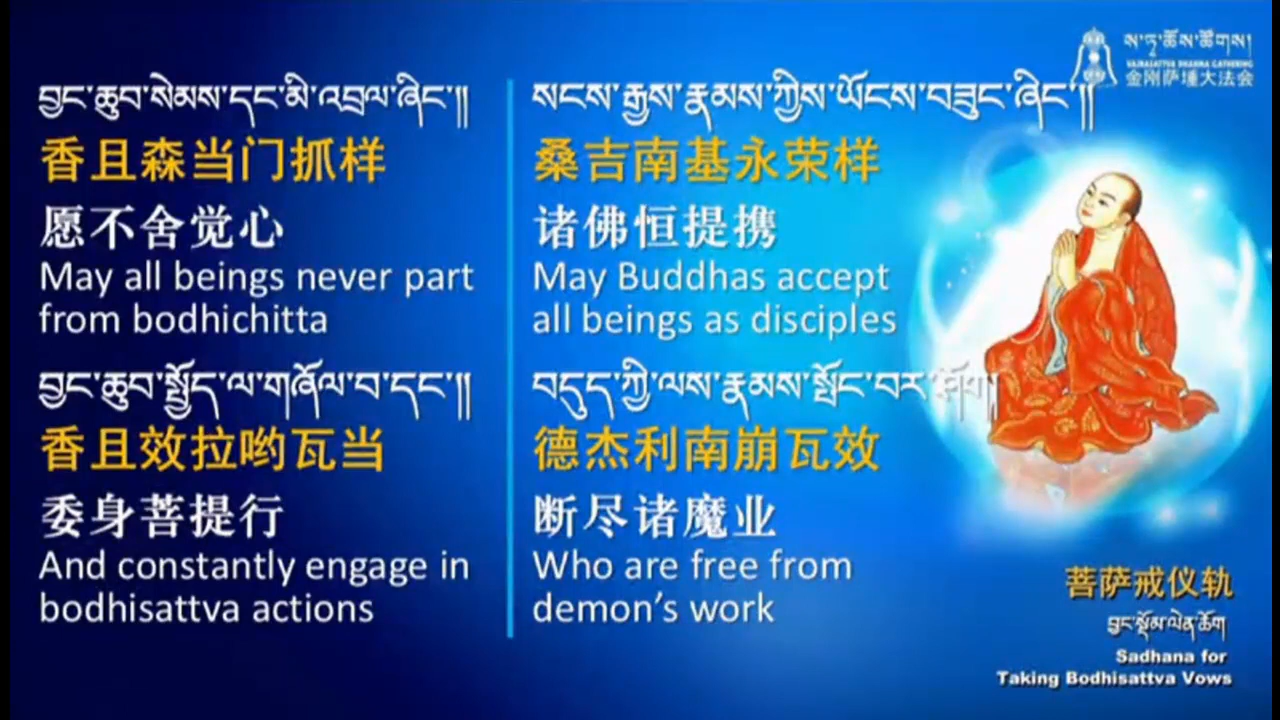 བྱང་ཆུབ་སེམས་དང་མི་འབྲལ་ཞིང་༎
香且森当门抓样
愿不舍觉心
May all beings never part
from bodhichitta
བྱང་ཆུབ་སྤྱོད་ལ་གཞོལ་བ་དང་༎
香且效拉哟瓦当
委身菩提行
And constantly engage in
bodhisattva actions
སངས་རྒྱས་རྣམས་ཀྱིས་ཡོངས་བཟུང་ཞིང་༎
桑吉南基永荣样
诸佛恒提携
May Buddhas accept
all beings as disciples
བདུད་ཀྱི་ལས་རྣམས་སྤོང་བར་ཤོག།
德杰利南崩瓦效
断尽诸魔业
Who are free from
demon’s work
ས་ཏྭ་ཆོས་ཚོགས།
VAJRASATTVA DHARMA GATHERING
金刚萨埵大法会
菩萨戒仪轨
བྱང་སྡོམ་ལེན་ཆོག
Sadhana for
Taking Bodhisattva Vows